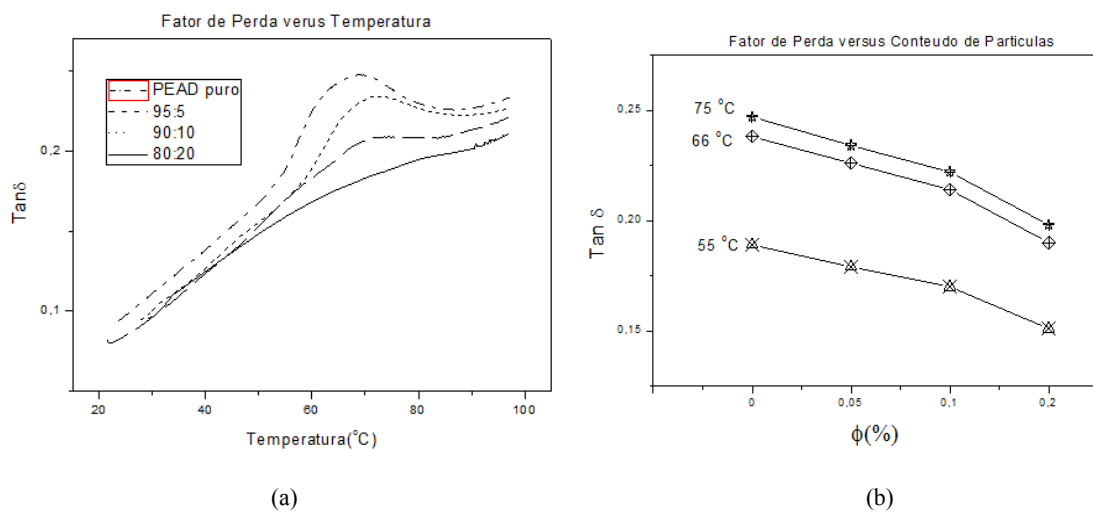 Fator de Perda verus Temperatura
PEAD puro
95:5
90:10
80:20
0,2
0,1
Tanδ
20
40
60
80
100
Temperatura(°C)
(a)
Fator de Perda versus Conteudo de Particulas
75 °C
66 °C
55 °C
0,25
0,20
0,15
Tan δ
0
0,05
0,1
0,2
ϕ(%)
(b)